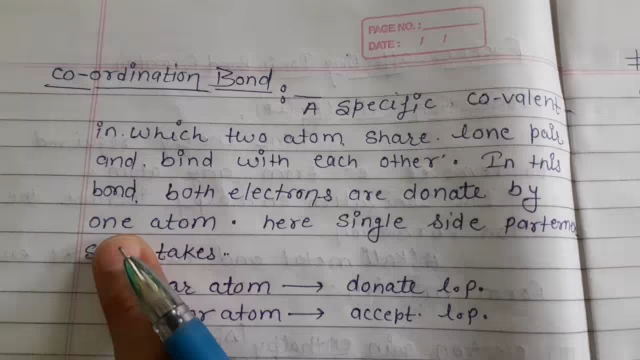 PAGE NO.:
DATE: / /
co-ordination Bond :
A specific co-valent
in which two atom share lone pair
and bind with each other. In this
bond, both electrons are donate by
one atom. here single side
takes..
atom → donate l.p.
atom → accept l.p.